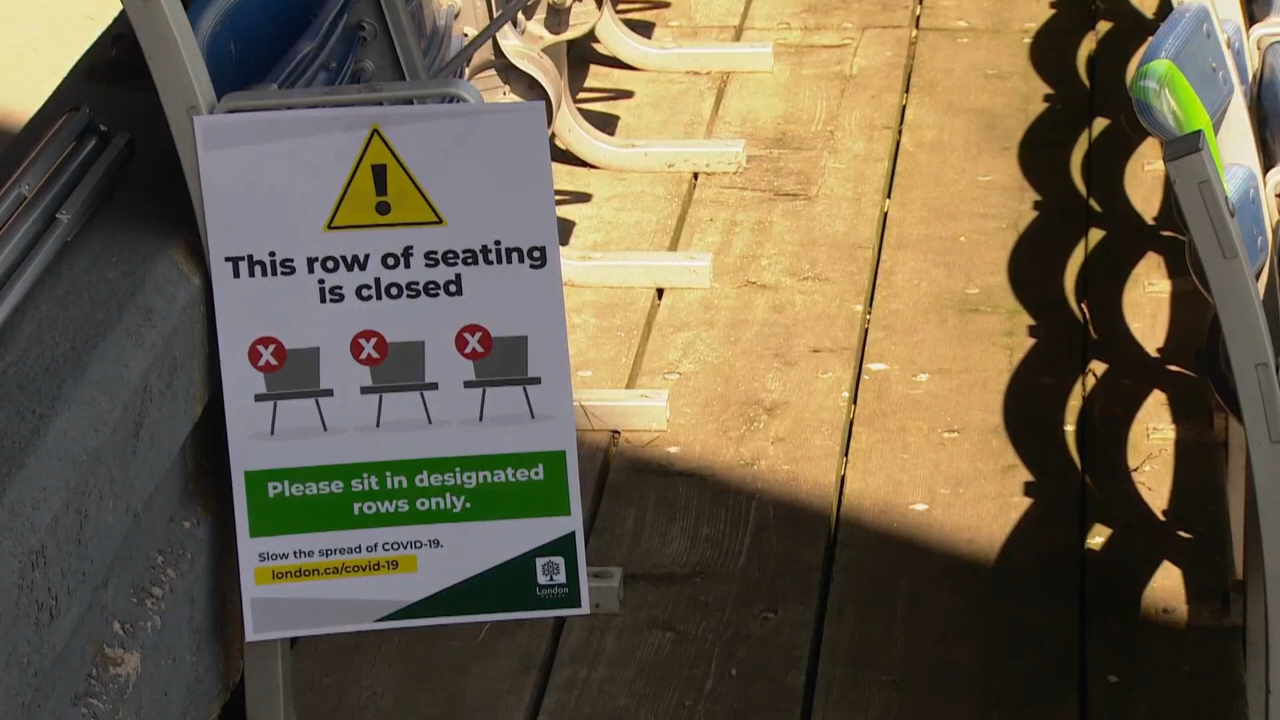 !
This row of seating
is closed
X X X
Please sit in designated
rows only.
Slow the spread of COVID-19.
london.ca/covid-19
London
CANADA